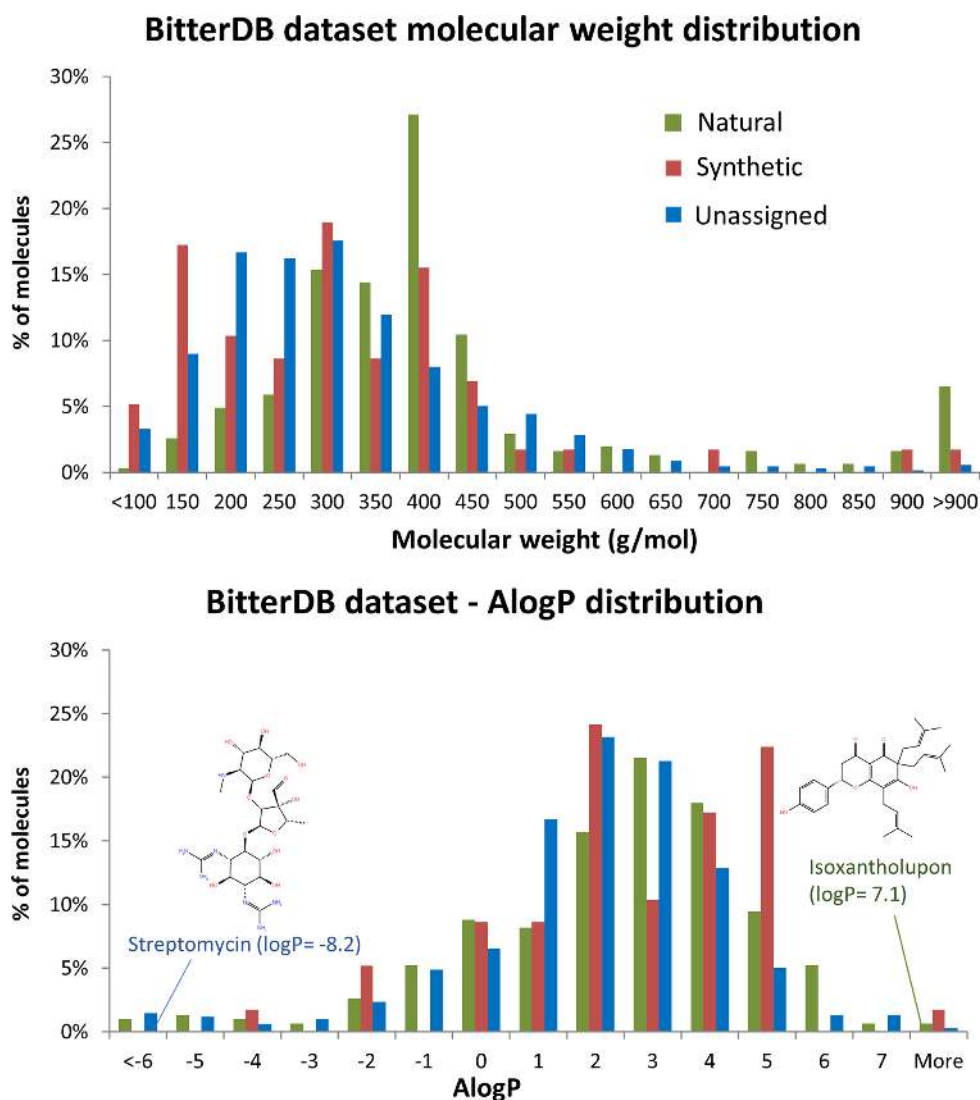 BitterDB dataset molecular weight distribution
30%
25%
20%
15%
10%
5%
0%
% of molecules
Natural
Synthetic
Unassigned
<100 150 200 250 300 350 400 450 500 550 600 650 700 750 800 850 900 >900
Molecular weight (g/mol)
BitterDB dataset - AlogP distribution
30%
25%
20%
15%
10%
5%
0%
% of molecules
Streptomycin (logP= -8.2)
Isoxantholupon
(logP= 7.1)
<-6 -5 -4 -3 -2 -1 0 1 2 3 4 5 6 7 More
AlogP